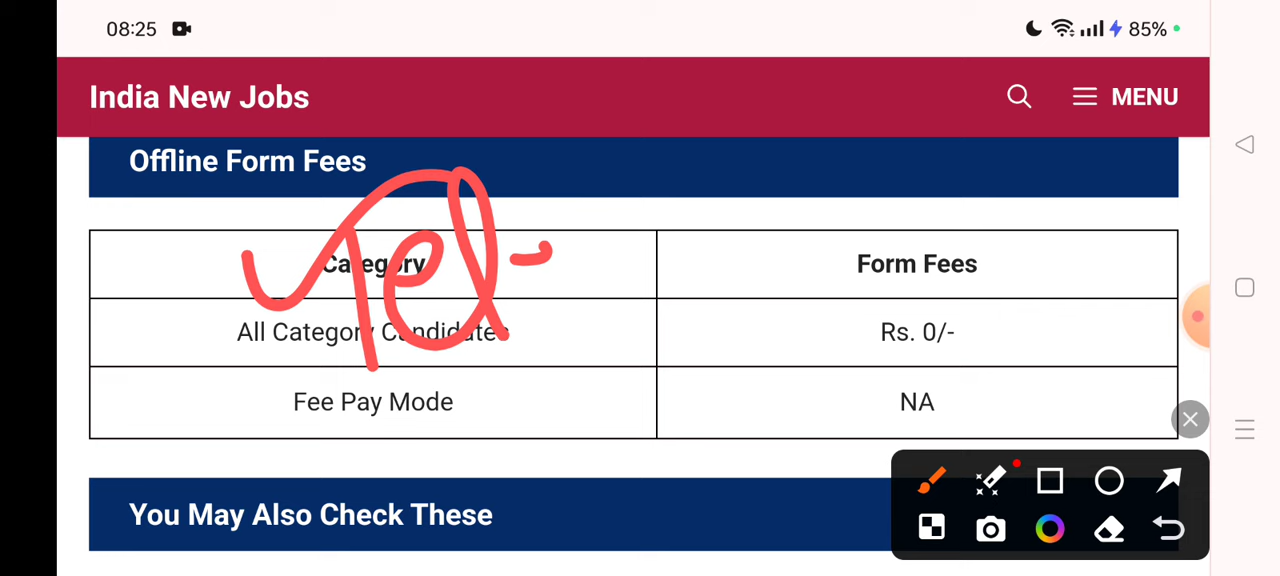 08:25 85%
India New Jobs MENU
Offline Form Fees
Category Form Fees
All Category Candidates Rs. 0/-
Fee Pay Mode NA
You May Also Check These